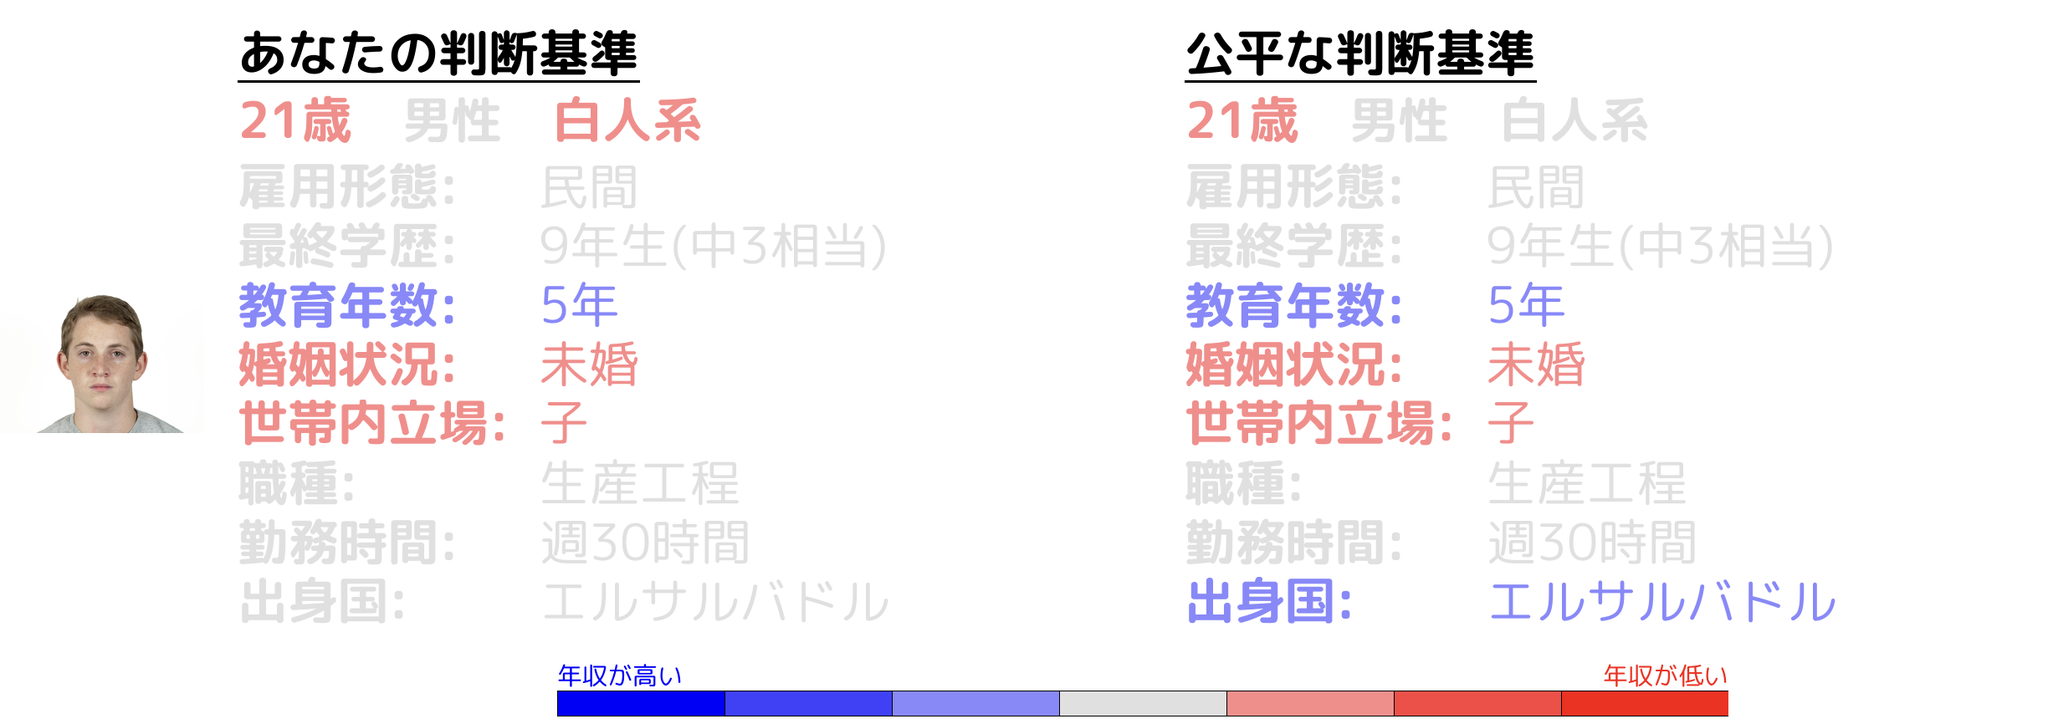 あなたの判断基準
21歳 男性 白人系
雇用形態: 民間
最終学歴: 9年生(中3相当)
教育年数: 5年
婚姻状況: 未婚
世帯内立場: 子
職種: 生産工程
勤務時間: 週30時間
出身国: エルサルバドル
公平な判断基準
21歳 男性 白人系
雇用形態: 民間
最終学歴: 9年生(中3相当)
教育年数: 5年
婚姻状況: 未婚
世帯内立場: 子
職種: 生産工程
勤務時間: 週30時間
出身国: エルサルバドル
年収が高い
年収が低い